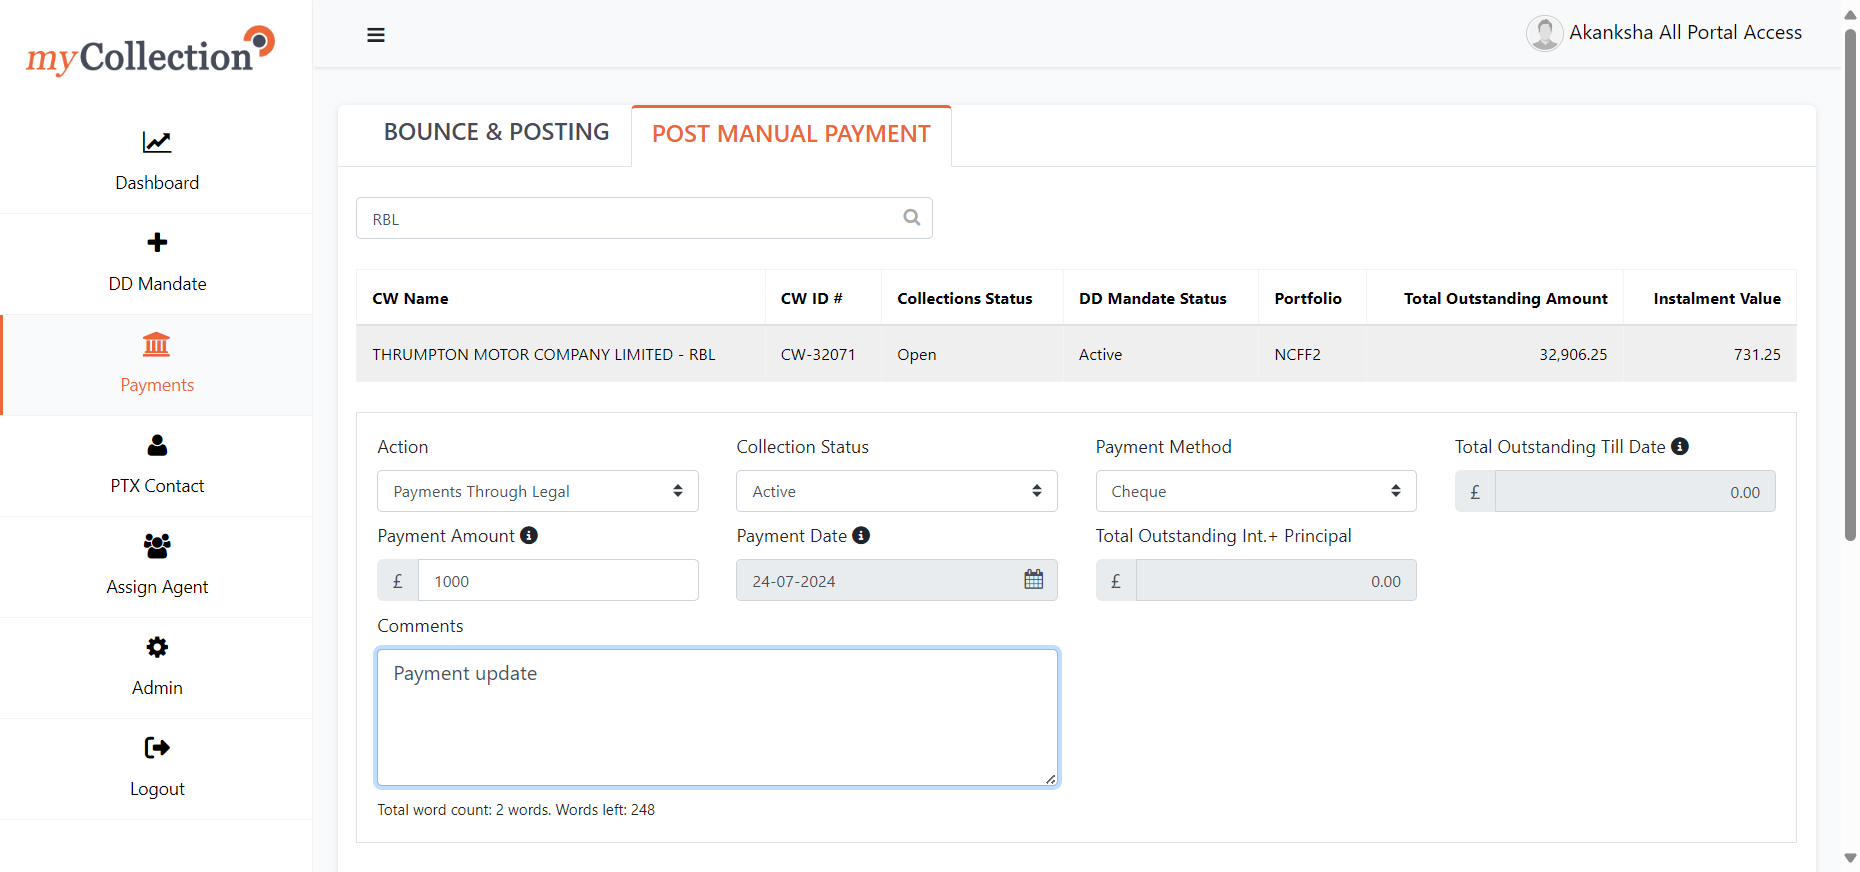 myCollection
Akanksha All Portal Access
Dashboard
DD Mandate
Payments
PTX Contact
Assign Agent
Admin
Logout
BOUNCE & POSTING
POST MANUAL PAYMENT
RBL
CW Name CW ID # Collections Status DD Mandate Status Portfolio Total Outstanding Amount Instalment Value
THRUMPTON MOTOR COMPANY LIMITED - RBL CW-32071 Open Active NCFF2 32,906.25 731.25
Action Collection Status Payment Method Total Outstanding Till Date
Payments Through Legal Active Cheque £ 0.00
Payment Amount Payment Date Total Outstanding Int.+ Principal
£ 1000 24-07-2024 £ 0.00
Comments
Payment update
Total word count: 2 words. Words left: 248